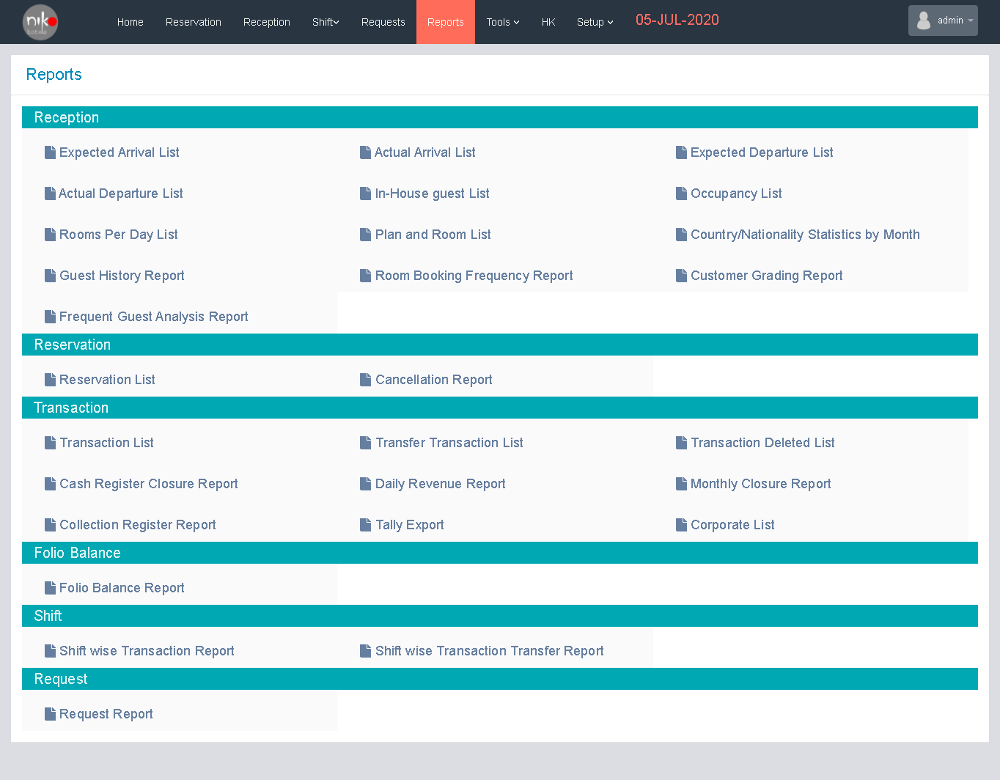 niko
hotels
Home Reservation Reception Shift Requests Reports Tools HK Setup 05-JUL-2020 admin
Reports
Reception
Expected Arrival List Actual Arrival List Expected Departure List
Actual Departure List In-House guest List Occupancy List
Rooms Per Day List Plan and Room List Country/Nationality Statistics by Month
Guest History Report Room Booking Frequency Report Customer Grading Report
Frequent Guest Analysis Report
Reservation
Reservation List Cancellation Report
Transaction
Transaction List Transfer Transaction List Transaction Deleted List
Cash Register Closure Report Daily Revenue Report Monthly Closure Report
Collection Register Report Tally Export Corporate List
Folio Balance
Folio Balance Report
Shift
Shift wise Transaction Report Shift wise Transaction Transfer Report
Request
Request Report